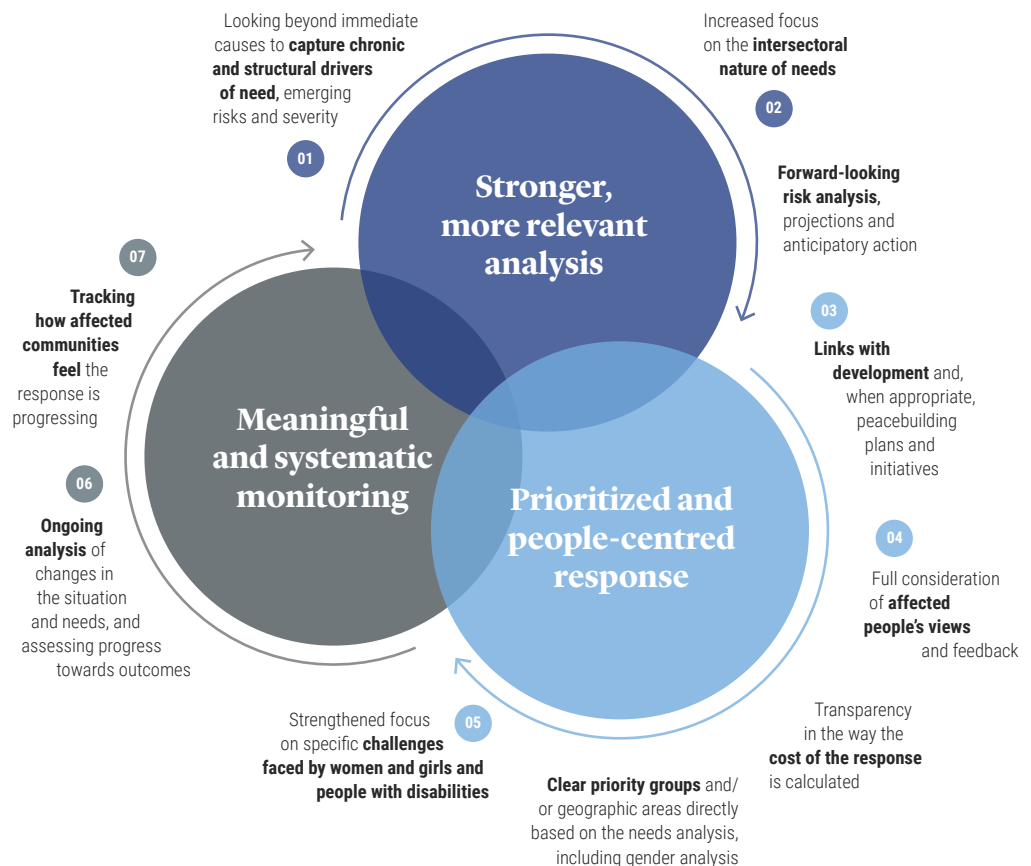 Looking beyond immediate
causes to capture chronic
and structural drivers
of need, emerging
risks and severity
01
Increased focus
on the intersectoral
nature of needs
02
Forward-looking
risk analysis,
projections and
anticipatory action
Stronger,
more relevant
analysis
03
Links with
development and,
when appropriate,
peacebuilding
plans and
initiatives
04
Full consideration
of affected
people's views
and feedback
Transparency
in the way the
cost of the response
is calculated
Prioritized and
people-centred
response
Clear priority groups and/
or geographic areas directly
based on the needs analysis,
including gender analysis
05
Strengthened focus
on specific challenges
faced by women and girls and
people with disabilities
Meaningful
and systematic
monitoring
06
Ongoing
analysis of
changes in
the situation
and needs, and
assessing progress
towards outcomes
07
Tracking
how affected
communities
feel the
response is
progressing